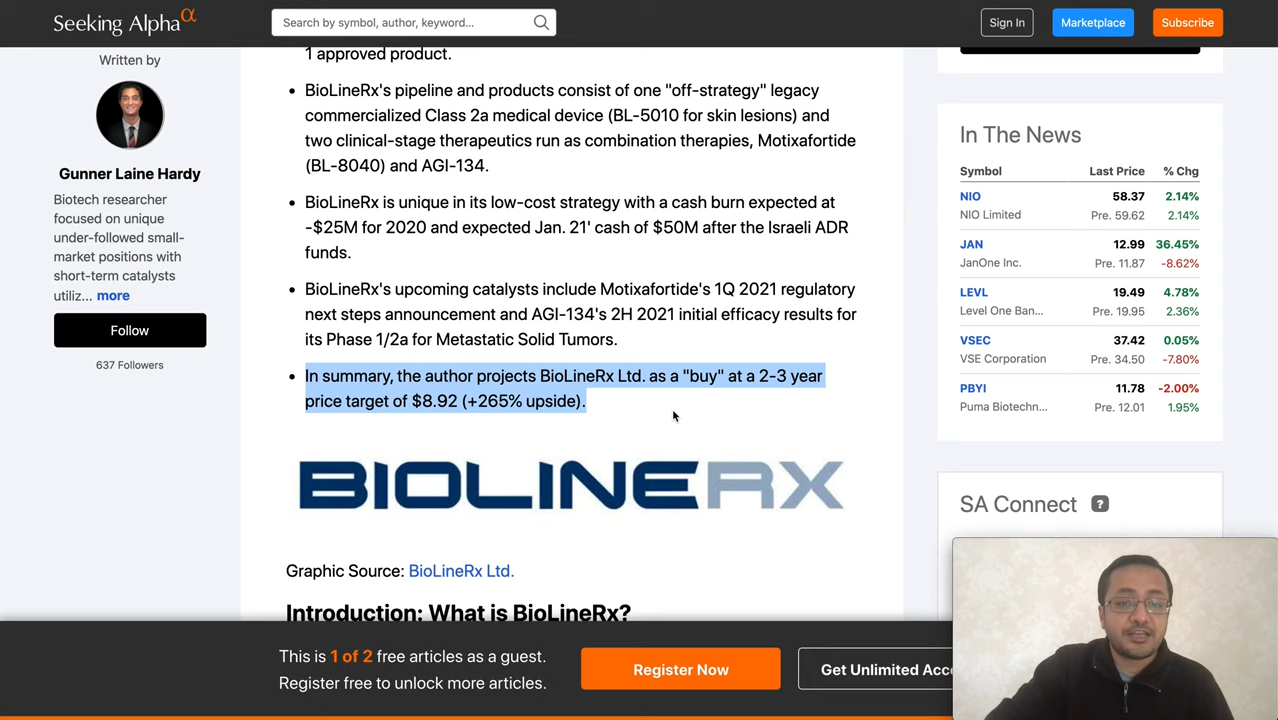 Seeking Alpha α
Search by symbol, author, keyword...
Sign In
Marketplace
Subscribe
Written by
Gunner Laine Hardy
Biotech researcher
focused on unique
under-followed small-
market positions with
short-term catalysts
utiliz... more
Follow
637 Followers
1 approved product.
• BioLineRx's pipeline and products consist of one "off-strategy" legacy
commercialized Class 2a medical device (BL-5010 for skin lesions) and
two clinical-stage therapeutics run as combination therapies, Motixafortide
(BL-8040) and AGI-134.
• BioLineRx is unique in its low-cost strategy with a cash burn expected at
-$25M for 2020 and expected Jan. 21' cash of $50M after the Israeli ADR
funds.
• BioLineRx's upcoming catalysts include Motixafortide's 1Q 2021 regulatory
next steps announcement and AGI-134's 2H 2021 initial efficacy results for
its Phase 1/2a for Metastatic Solid Tumors.
• In summary, the author projects BioLineRx Ltd. as a "buy" at a 2-3 year
price target of $8.92 (+265% upside).
BIOLINERX
Graphic Source: BioLineRx Ltd.
Introduction: What is BioLineRx?
In The News
Symbol Last Price % Chg
NIO 58.37 2.14%
NIO Limited Pre. 59.62 2.14%
JAN 12.99 36.45%
JanOne Inc. Pre. 11.87 -8.62%
LEVL 19.49 4.78%
Level One Ban... Pre. 19.95 2.36%
VSEC 37.42 0.05%
VSE Corporation Pre. 34.50 -7.80%
PBYI 11.78 -2.00%
Puma Biotechn... Pre. 12.01 1.95%
SA Connect ?
This is 1 of 2 free articles as a guest.
Register free to unlock more articles.
Register Now
Get Unlimited Acce